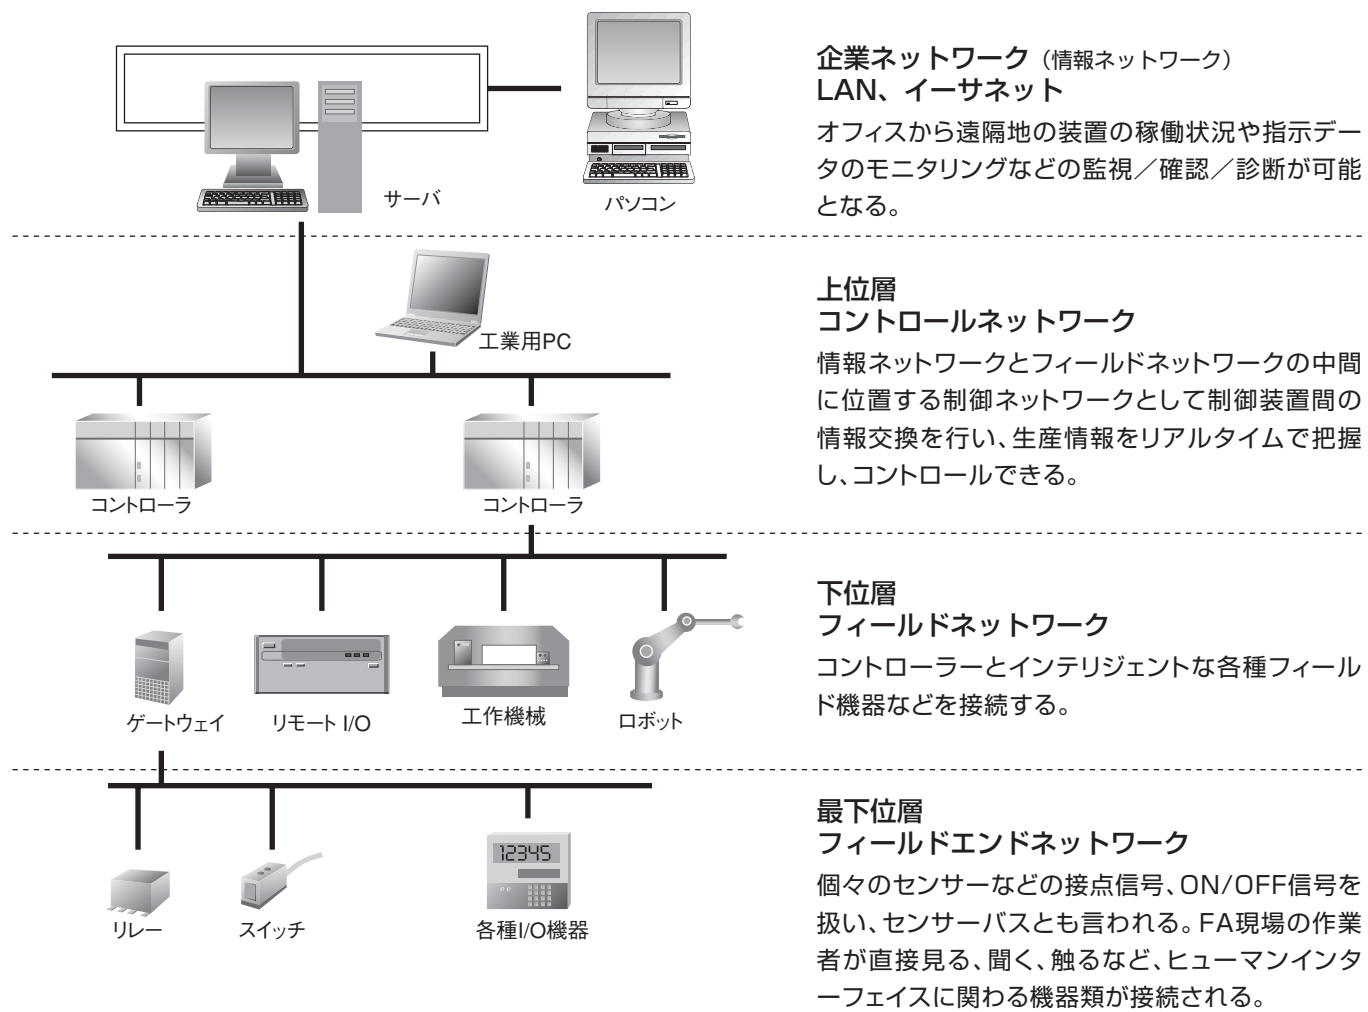 サーバ
パソコン
企業ネットワーク（情報ネットワーク）
LAN、イーサネット
オフィスから遠隔地の装置の稼働状況や指示デー
タのモニタリングなどの監視／確認／診断が可能
となる。
工業用PC
コントローラ
コントローラ
上位層
コントロールネットワーク
情報ネットワークとフィールドネットワークの中間
に位置する制御ネットワークとして制御装置間の
情報交換を行い、生産情報をリアルタイムで把握
し、コントロールできる。
ゲートウェイ
リモート I/O
工作機械
ロボット
下位層
フィールドネットワーク
コントローラーとインテリジェントな各種フィール
ド機器などを接続する。
12345
リレー
スイッチ
各種I/O機器
最下位層
フィールドエンドネットワーク
個々のセンサーなどの接点信号、ON/OFF信号を
扱い、センサーバスとも言われる。FA現場の作業
者が直接見る、聞く、触るなど、ヒューマンインタ
ーフェイスに関わる機器類が接続される。